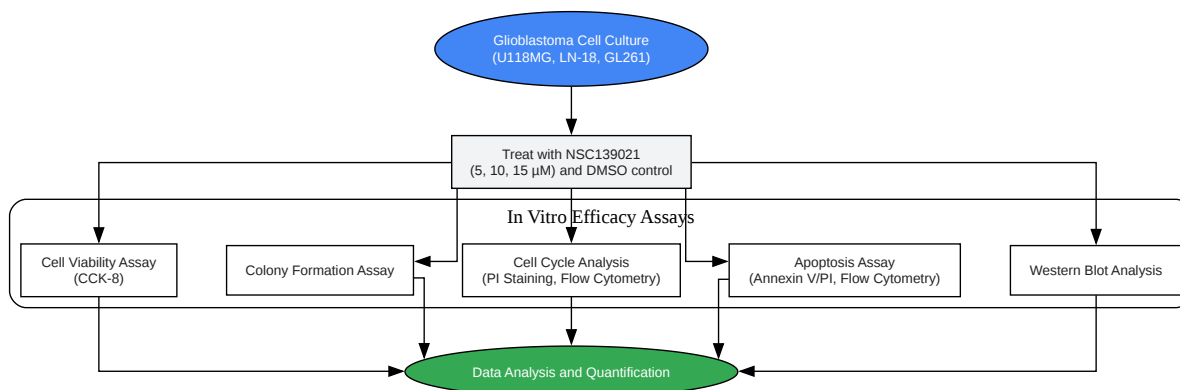 Glioblastoma Cell Culture
(U118MG, LN-18, GL261)
Treat with NSC139021
(5, 10, 15 µM) and DMSO control
In Vitro Efficacy Assays
Cell Viability Assay
(CCK-8)
Colony Formation Assay
Cell Cycle Analysis
(PI Staining, Flow Cytometry)
Apoptosis Assay
(Annexin V/PI, Flow Cytometry)
Western Blot Analysis
Data Analysis and Quantification